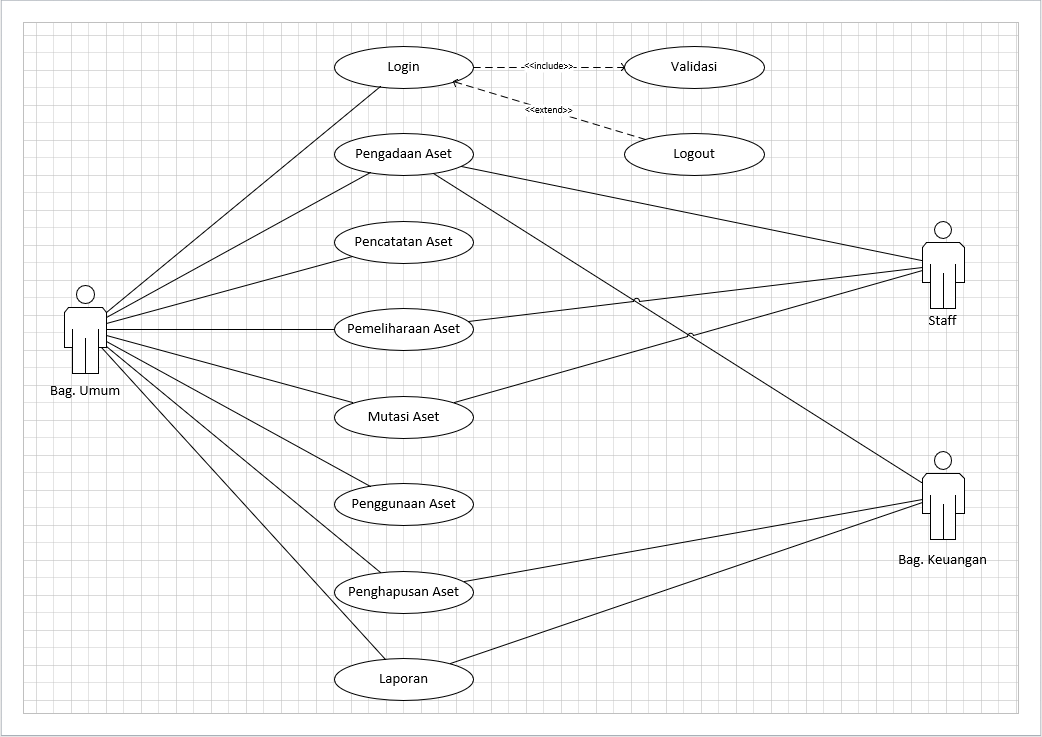 Login
<<include>>
Validasi
<<extend>>
Pengadaan Aset
Logout
Pencatatan Aset
Staff
Pemeliharaan Aset
Bag. Umum
Mutasi Aset
Penggunaan Aset
Bag. Keuangan
Penghapusan Aset
Laporan